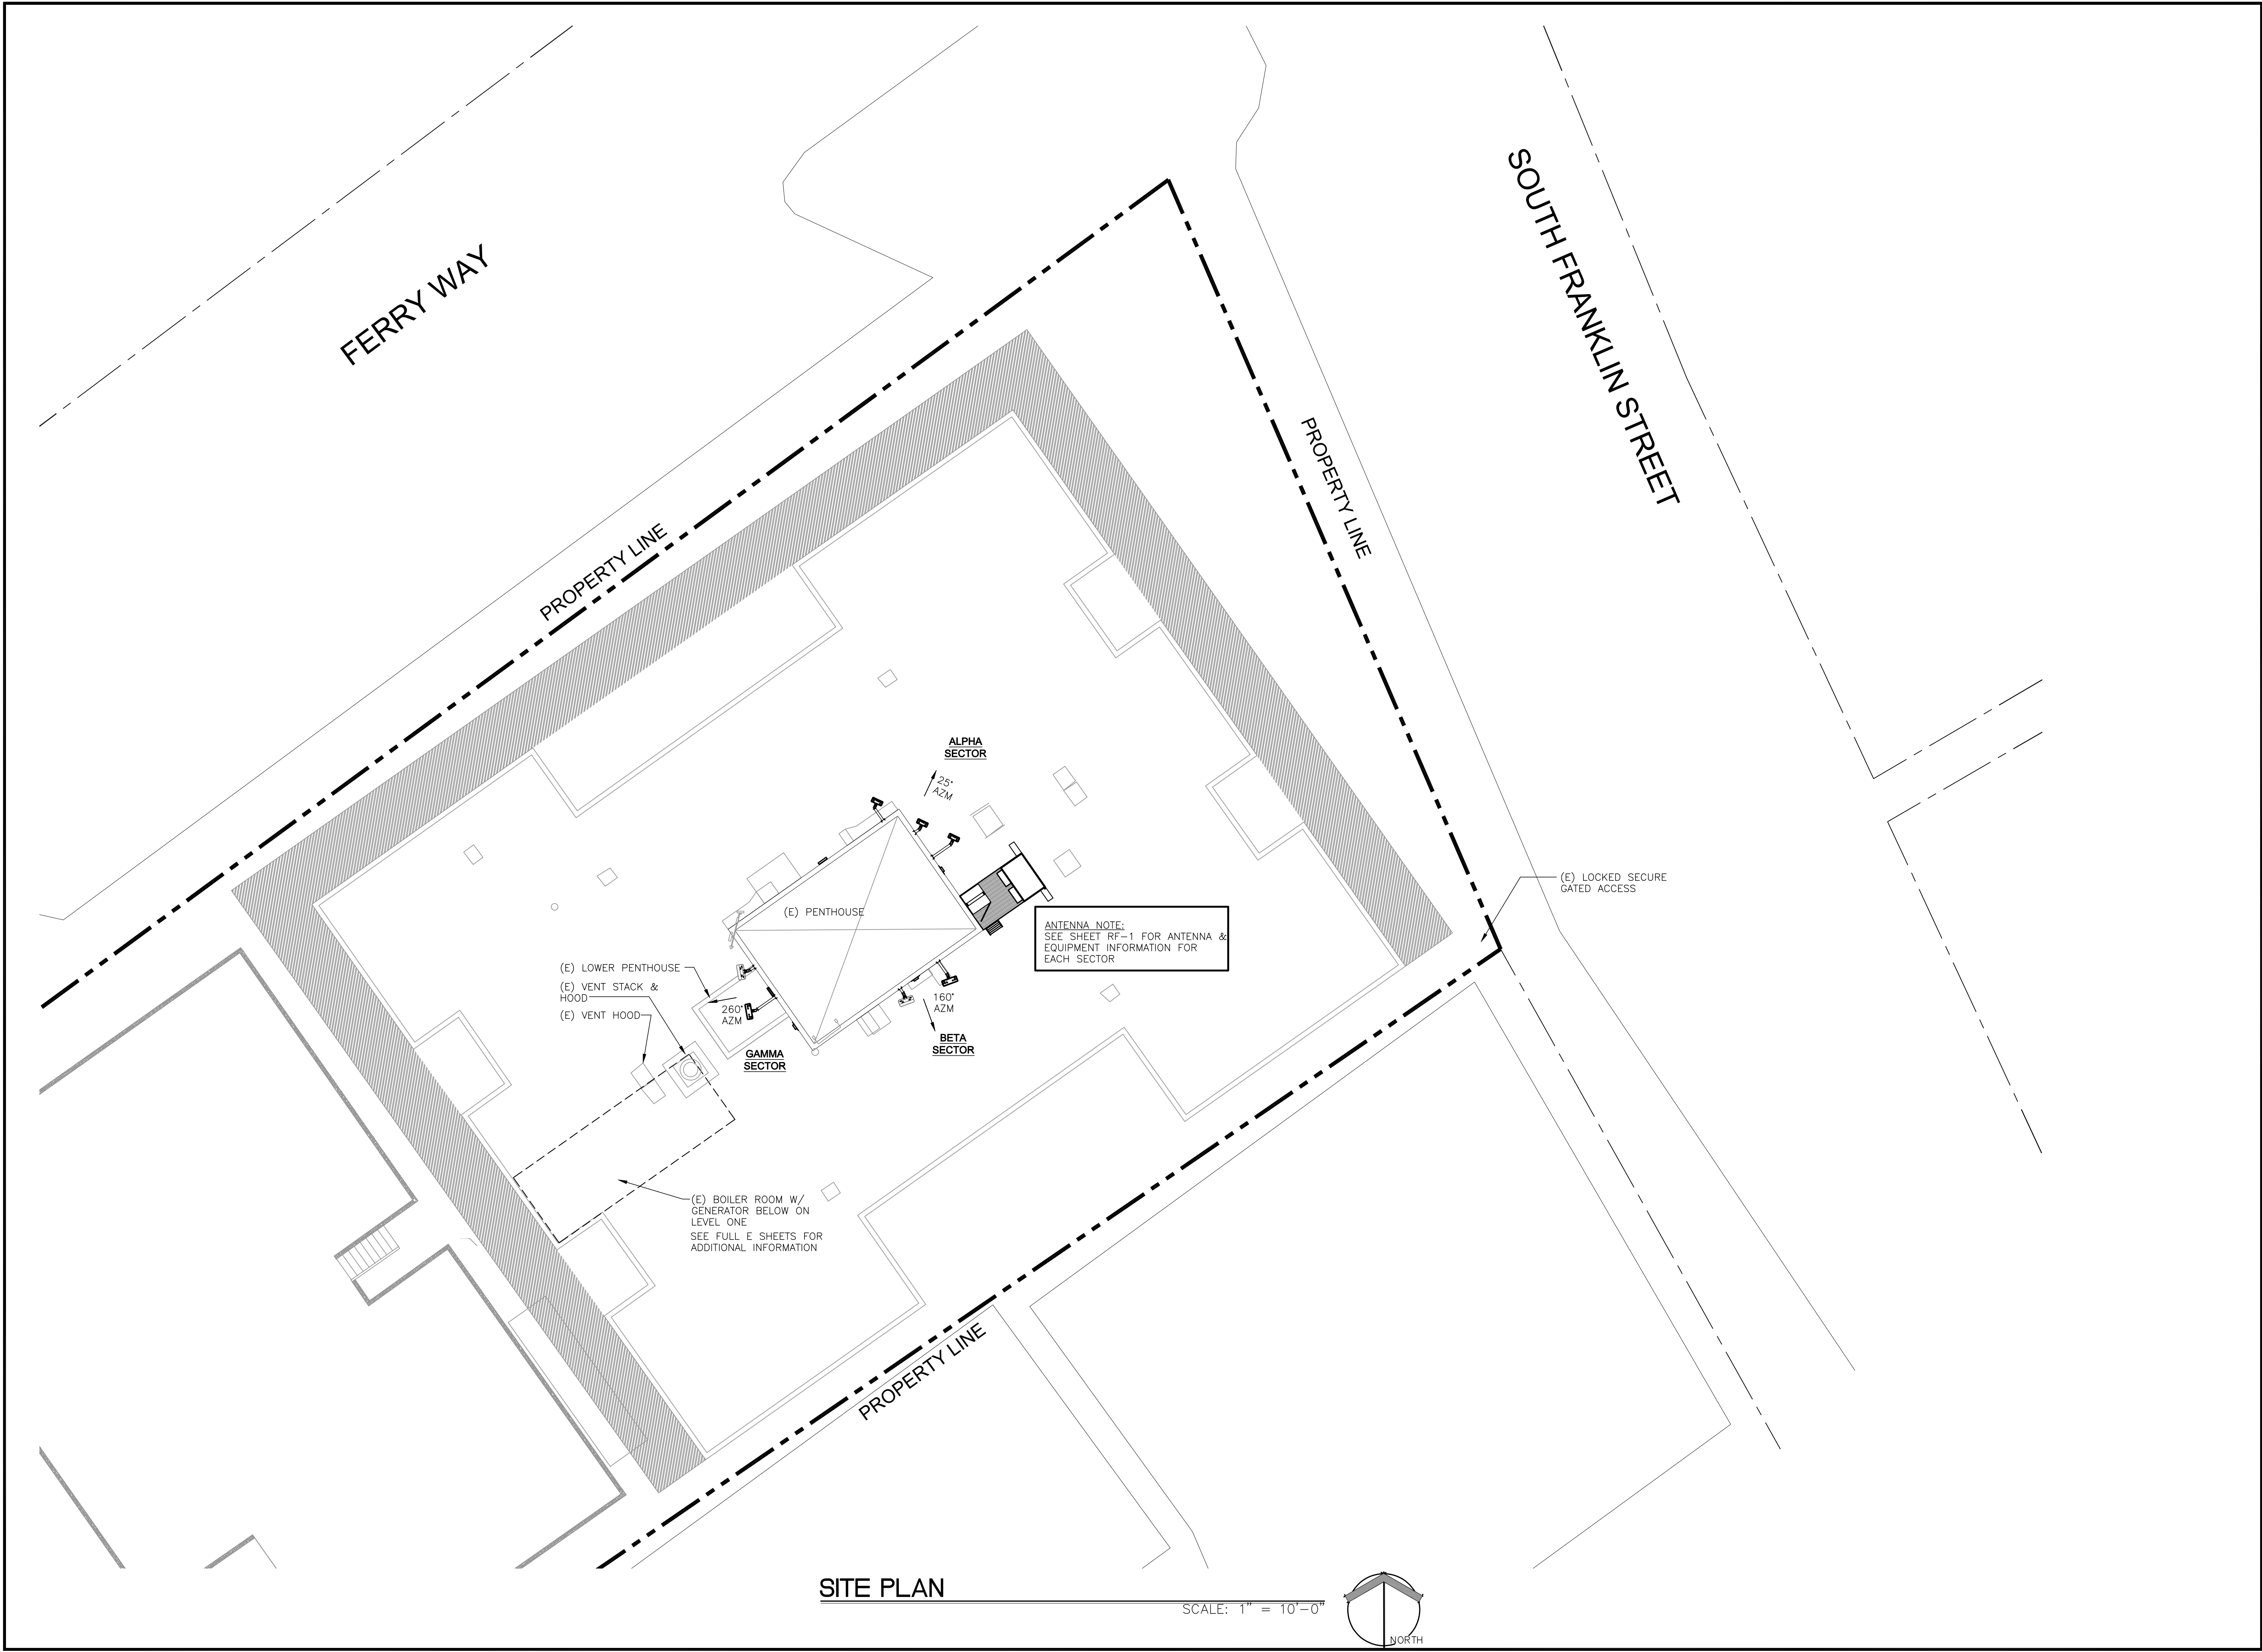 FERRY WAY
SOUTH FRANKLIN STREET
PROPERTY LINE
PROPERTY LINE
ALPHA
SECTOR
25°
AZM
(E) PENTHOUSE
(E) LOCKED SECURE
GATED ACCESS
ANTENNA NOTE:
SEE SHEET RF-1 FOR ANTENNA &
EQUIPMENT INFORMATION FOR
EACH SECTOR
(E) LOWER PENTHOUSE
(E) VENT STACK &
HOOD
(E) VENT HOOD
260°
AZM
GAMMA
SECTOR
160°
AZM
BETA
SECTOR
(E) BOILER ROOM W/
GENERATOR BELOW ON
LEVEL ONE
SEE FULL E SHEETS FOR
ADDITIONAL INFORMATION
PROPERTY LINE
SITE PLAN
SCALE: 1" = 10'-0"
NORTH